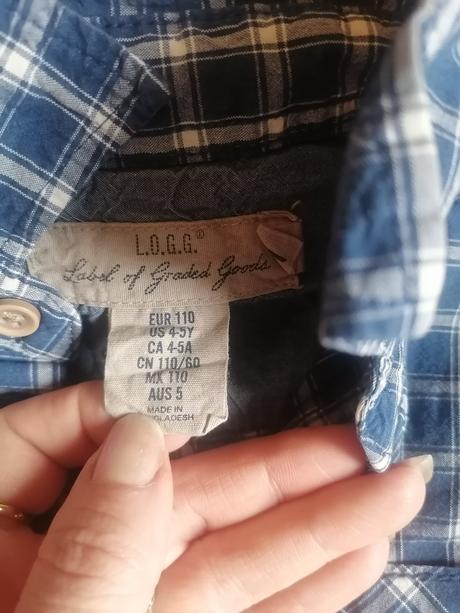 L.O.G.G.®
Label of Graded Goods
EUR 110
US 4-5Y
CA 4-5A
CN 110/60
MX 110
AUS 5
MADE IN
GLADESH